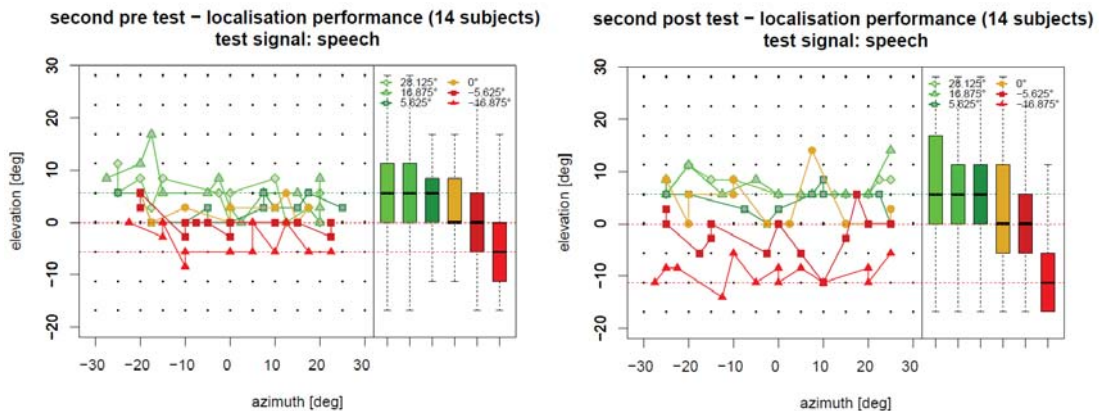 second pre test – localisation performance (14 subjects)
test signal: speech
elevation [deg]
30
20
10
0
−10
−20
28.125° 0°
16.875° −5.625°
5.625° −16.875°
−30 −20 −10 0 10 20 30
azimuth [deg]
second post test – localisation performance (14 subjects)
test signal: speech
elevation [deg]
30
20
10
0
−10
−20
28.125° 0°
16.875° −5.625°
5.625° −16.875°
−30 −20 −10 0 10 20 30
azimuth [deg]